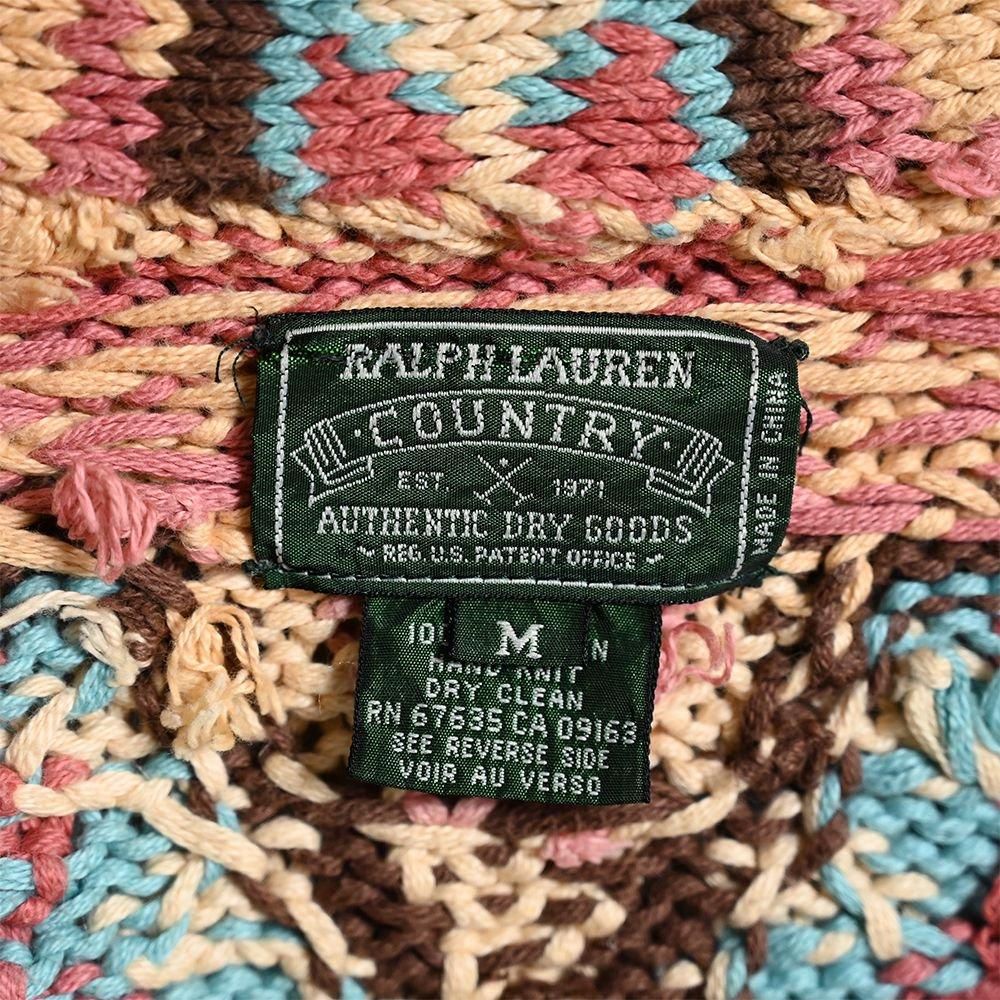 RALPH LAUREN
COUNTRY
EST. 1971
AUTHENTIC DRY GOODS
~ REG. U.S. PATENT OFFICE ~
MADE IN CHINA
M
HAND KNIT
DRY CLEAN
RN 67635 CA 09163
SEE REVERSE SIDE
VOIR AU VERSO